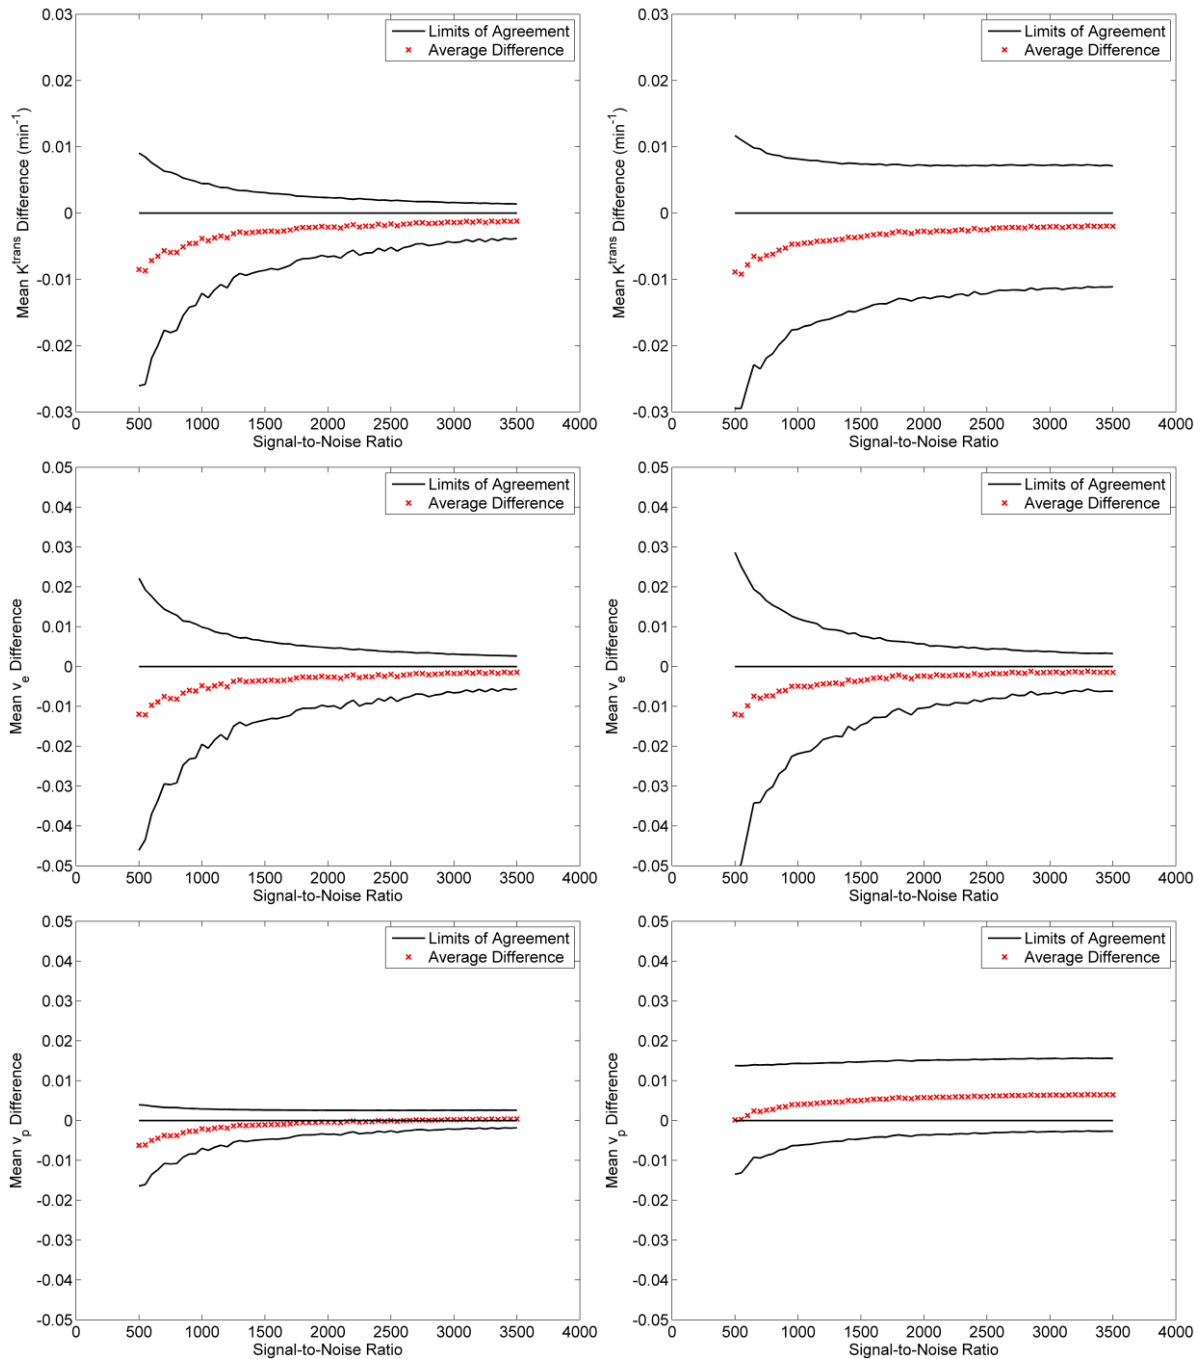 0.03
0.02
0.01
0
-0.01
-0.02
-0.03
Mean K^trans Difference (min^-1)
Limits of Agreement
Average Difference
0 500 1000 1500 2000 2500 3000 3500 4000
Signal-to-Noise Ratio
0.03
0.02
0.01
0
-0.01
-0.02
-0.03
Mean K^trans Difference (min^-1)
Limits of Agreement
Average Difference
0 500 1000 1500 2000 2500 3000 3500 4000
Signal-to-Noise Ratio
0.05
0.04
0.03
0.02
0.01
0
-0.01
-0.02
-0.03
-0.04
-0.05
Mean v_e Difference
Limits of Agreement
Average Difference
0 500 1000 1500 2000 2500 3000 3500 4000
Signal-to-Noise Ratio
0.05
0.04
0.03
0.02
0.01
0
-0.01
-0.02
-0.03
-0.04
-0.05
Mean v_e Difference
Limits of Agreement
Average Difference
0 500 1000 1500 2000 2500 3000 3500 4000
Signal-to-Noise Ratio
0.05
0.04
0.03
0.02
0.01
0
-0.01
-0.02
-0.03
-0.04
-0.05
Mean v_p Difference
Limits of Agreement
Average Difference
0 500 1000 1500 2000 2500 3000 3500 4000
Signal-to-Noise Ratio
0.05
0.04
0.03
0.02
0.01
0
-0.01
-0.02
-0.03
-0.04
-0.05
Mean v_p Difference
Limits of Agreement
Average Difference
0 500 1000 1500 2000 2500 3000 3500 4000
Signal-to-Noise Ratio